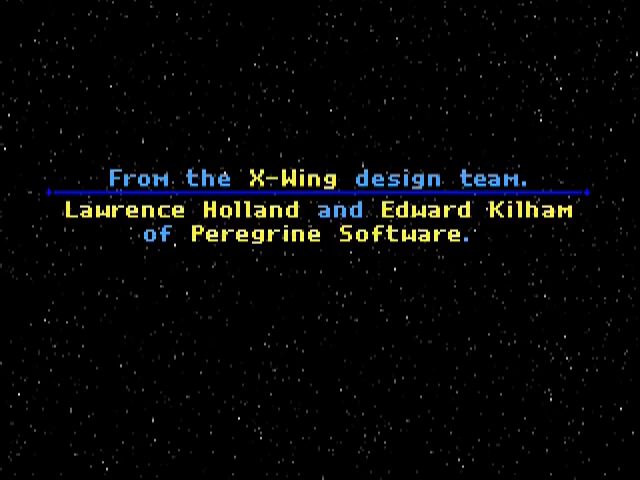 From the X-Wing design team.
Lawrence Holland and Edward Kilham
of Peregrine Software.